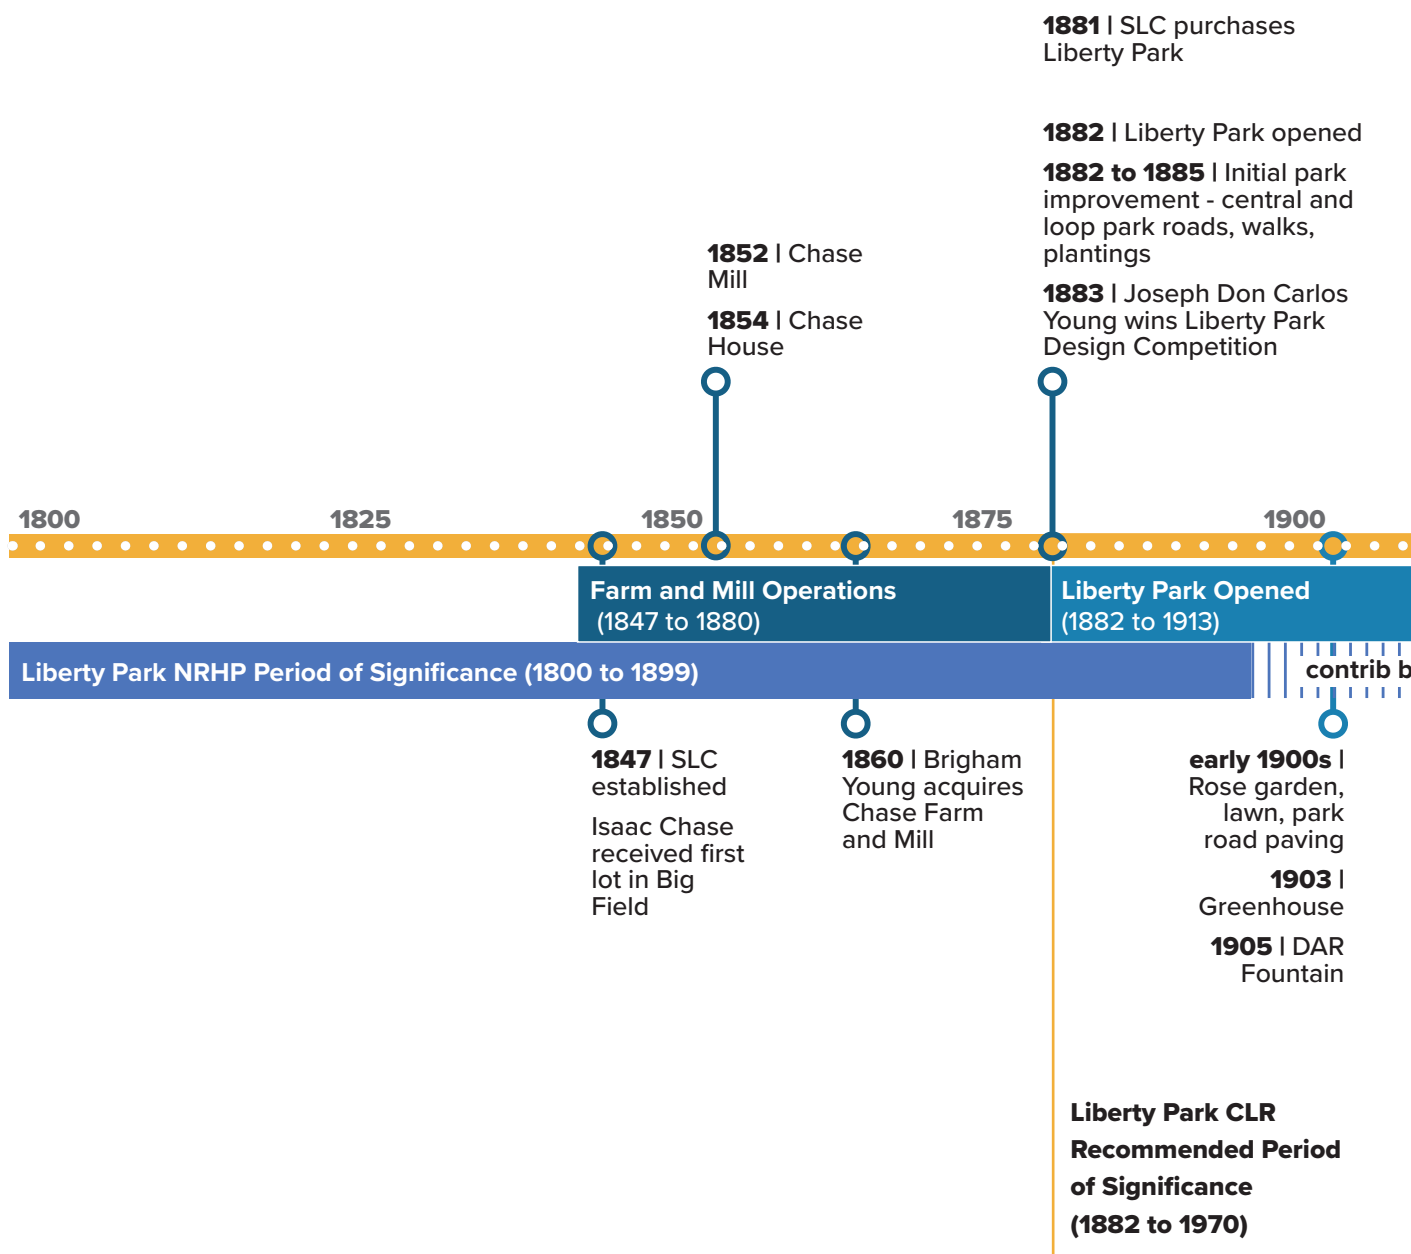 1881 | SLC purchases
Liberty Park
1882 | Liberty Park opened
1882 to 1885 | Initial park
improvement - central and
loop park roads, walks,
plantings
1883 | Joseph Don Carlos
Young wins Liberty Park
Design Competition
1852 | Chase
Mill
1854 | Chase
House
1800 1825 1850 1875 1900
Farm and Mill Operations
(1847 to 1880)
Liberty Park Opened
(1882 to 1913)
Liberty Park NRHP Period of Significance (1800 to 1899)
contrib b
1847 | SLC
established
Isaac Chase
received first
lot in Big
Field
1860 | Brigham
Young acquires
Chase Farm
and Mill
early 1900s |
Rose garden,
lawn, park
road paving
1903 |
Greenhouse
1905 | DAR
Fountain
Liberty Park CLR
Recommended Period
of Significance
(1882 to 1970)